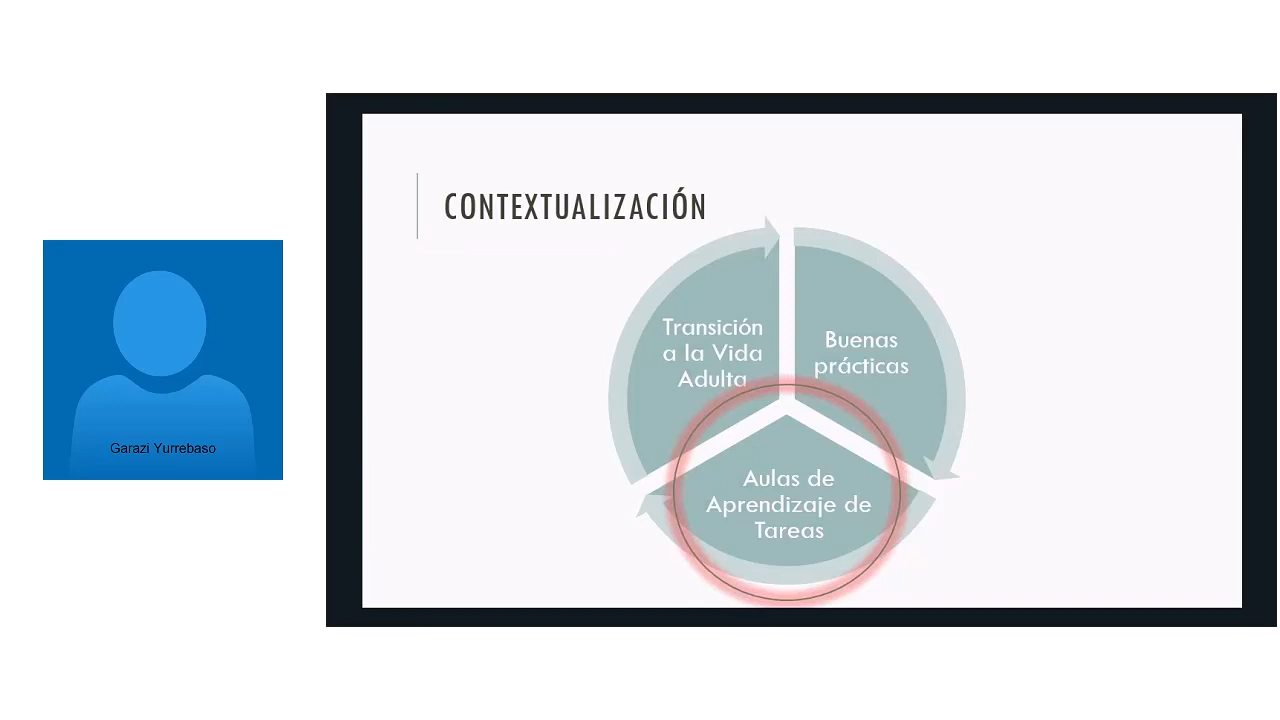 CONTEXTUALIZACIÓN
Transición
a la Vida
Adulta
Buenas
prácticas
Aulas de
Aprendizaje de
Tareas
Garazi Yurrebaso